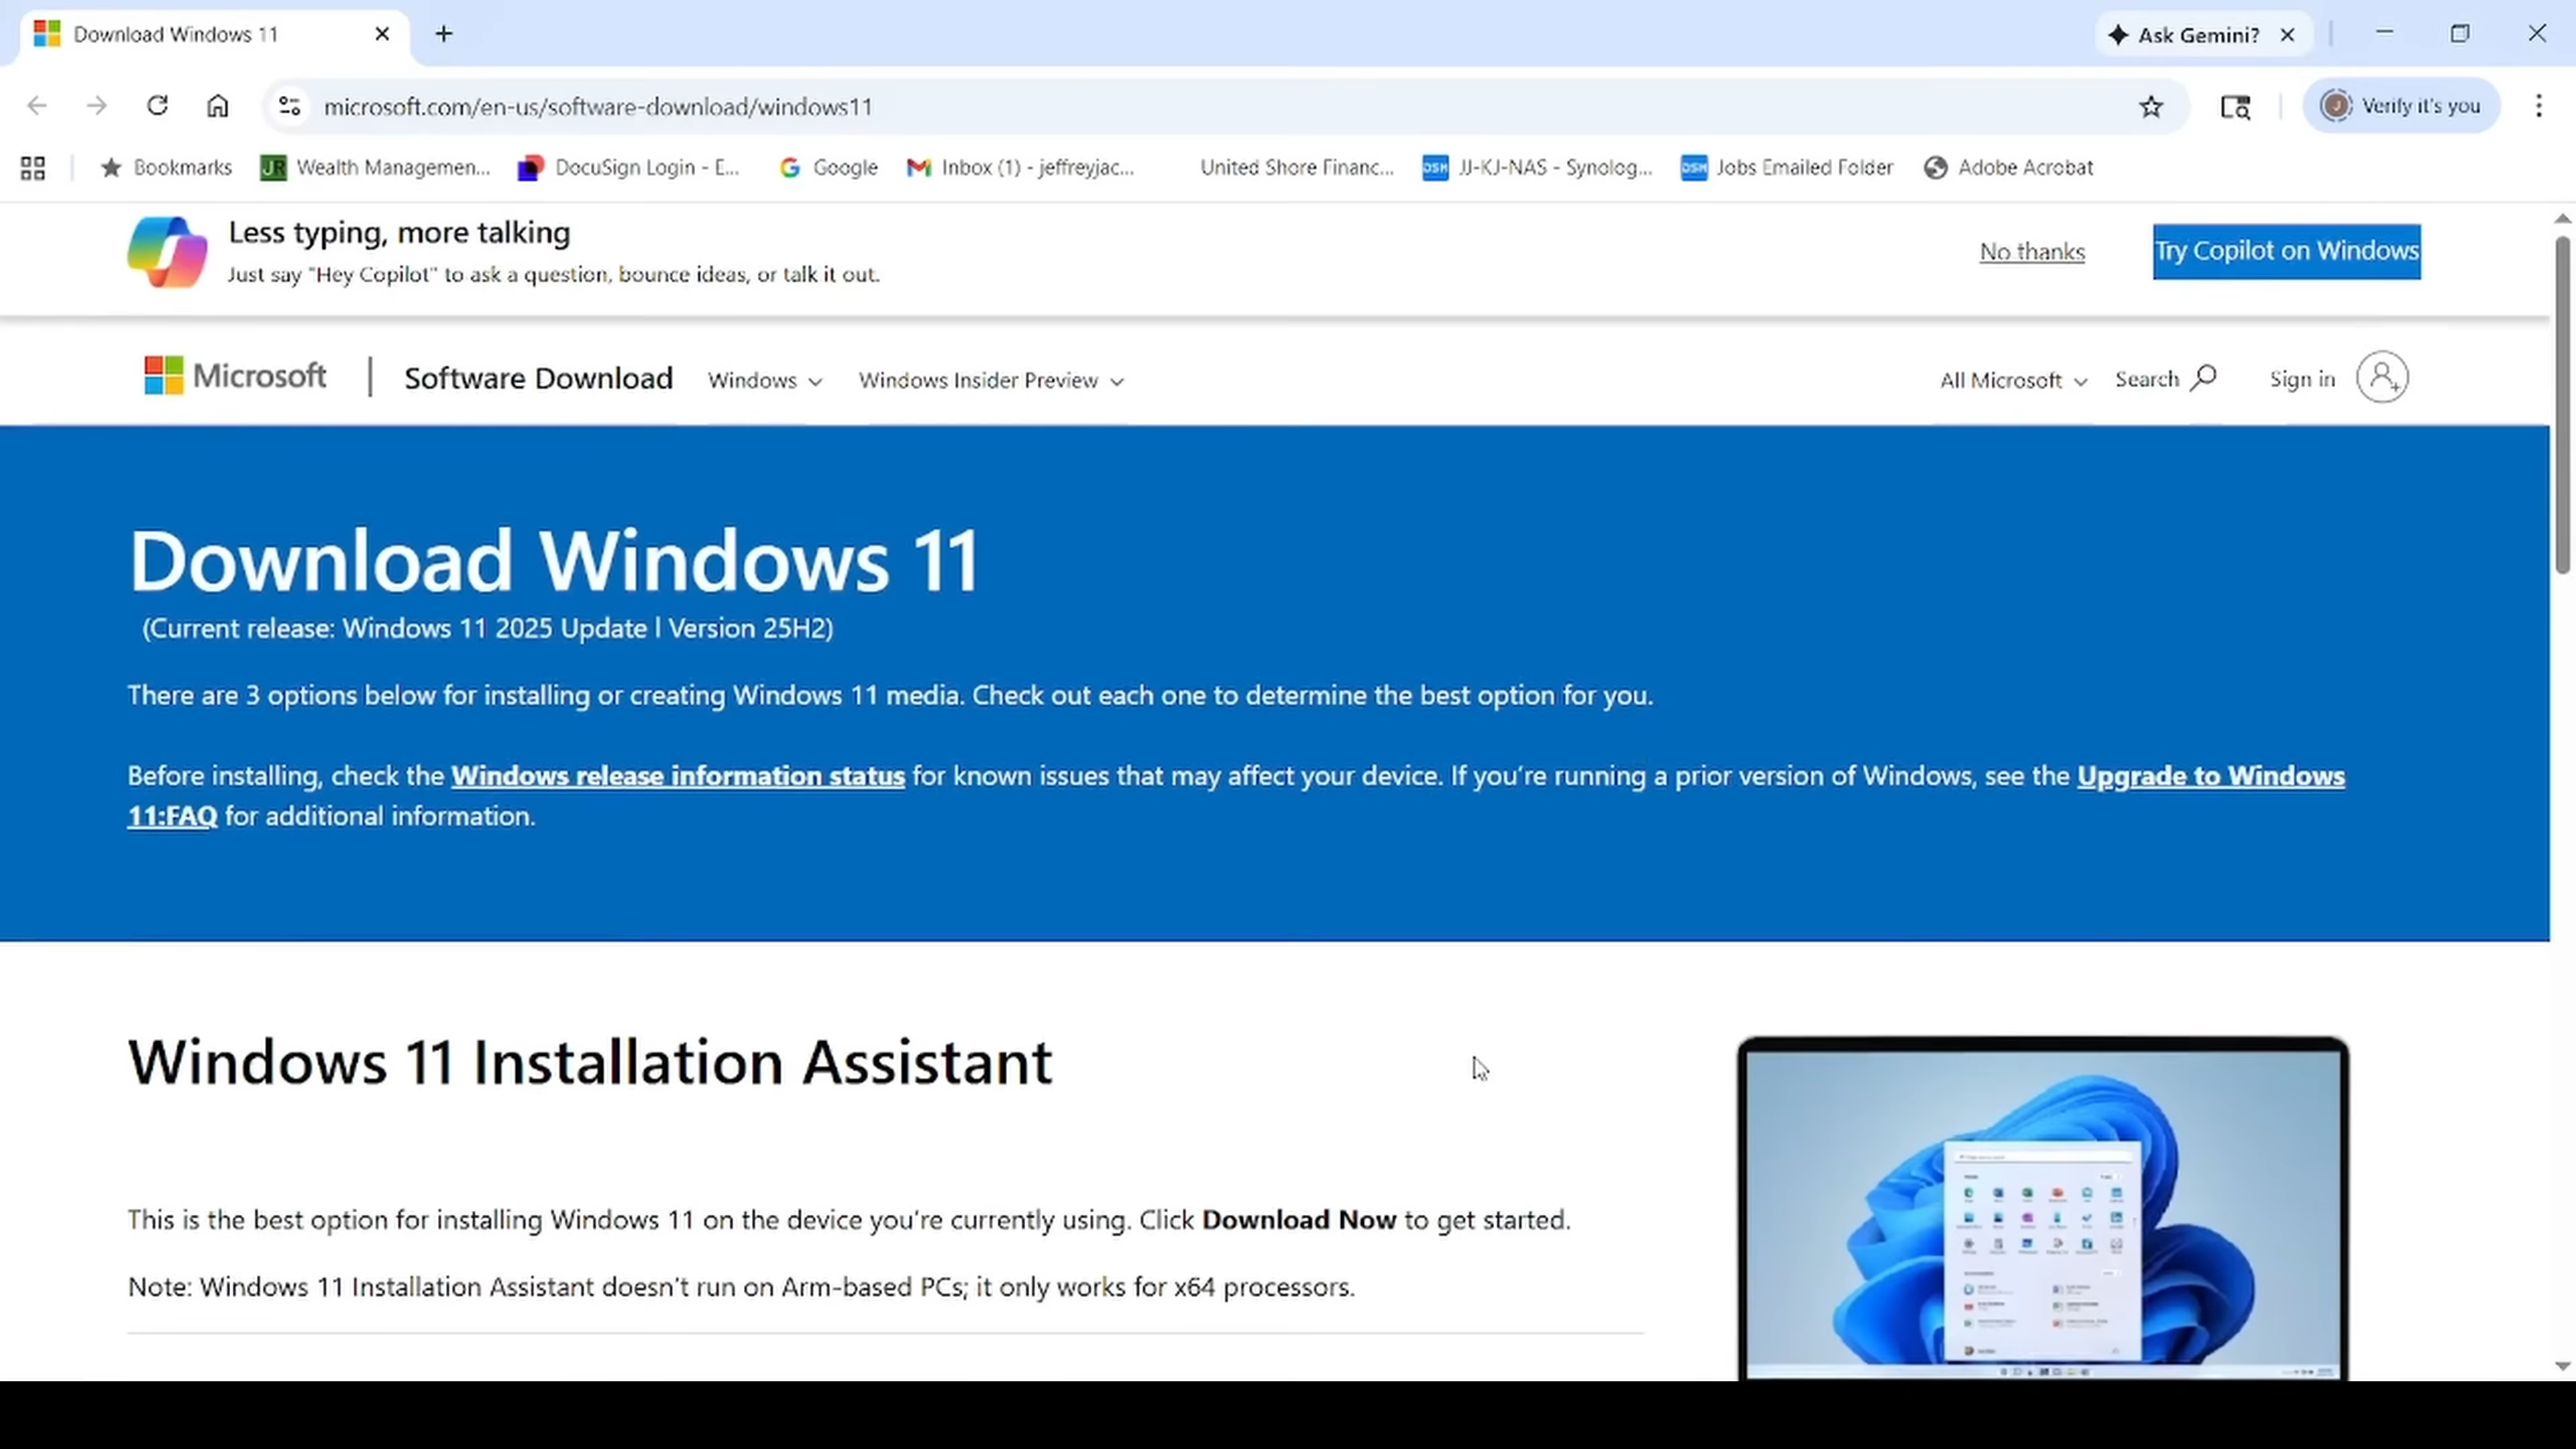 Download Windows 11
Ask Gemini?
microsoft.com/en-us/software-download/windows11
Verify it's you
Bookmarks
JR Wealth Managemen...
DocuSign Login - E...
Google
Inbox (1) - jeffreyjac...
United Shore Financ...
DSM JJ-KJ-NAS - Synolog...
DSM Jobs Emailed Folder
Adobe Acrobat
Less typing, more talking
Just say "Hey Copilot" to ask a question, bounce ideas, or talk it out.
No thanks
Try Copilot on Windows
Microsoft
Software Download
Windows
Windows Insider Preview
All Microsoft
Search
Sign in
Download Windows 11
(Current release: Windows 11 2025 Update l Version 25H2)
There are 3 options below for installing or creating Windows 11 media. Check out each one to determine the best option for you.
Before installing, check the Windows release information status for known issues that may affect your device. If you’re running a prior version of Windows, see the Upgrade to Windows
11:FAQ for additional information.
Windows 11 Installation Assistant
This is the best option for installing Windows 11 on the device you’re currently using. Click Download Now to get started.
Note: Windows 11 Installation Assistant doesn’t run on Arm-based PCs; it only works for x64 processors.